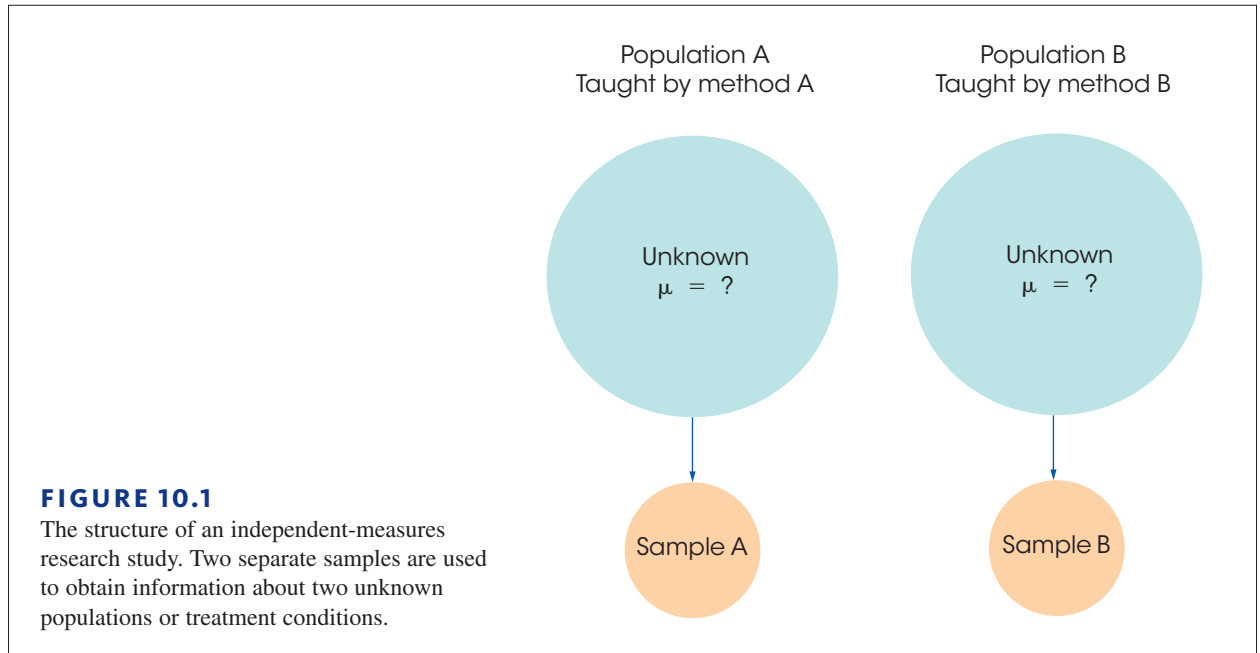 Population A
Taught by method A
Population B
Taught by method B
Unknown
μ = ?
Unknown
μ = ?
Sample A
Sample B
FIGURE 10.1
The structure of an independent-measures
research study. Two separate samples are used
to obtain information about two unknown
populations or treatment conditions.